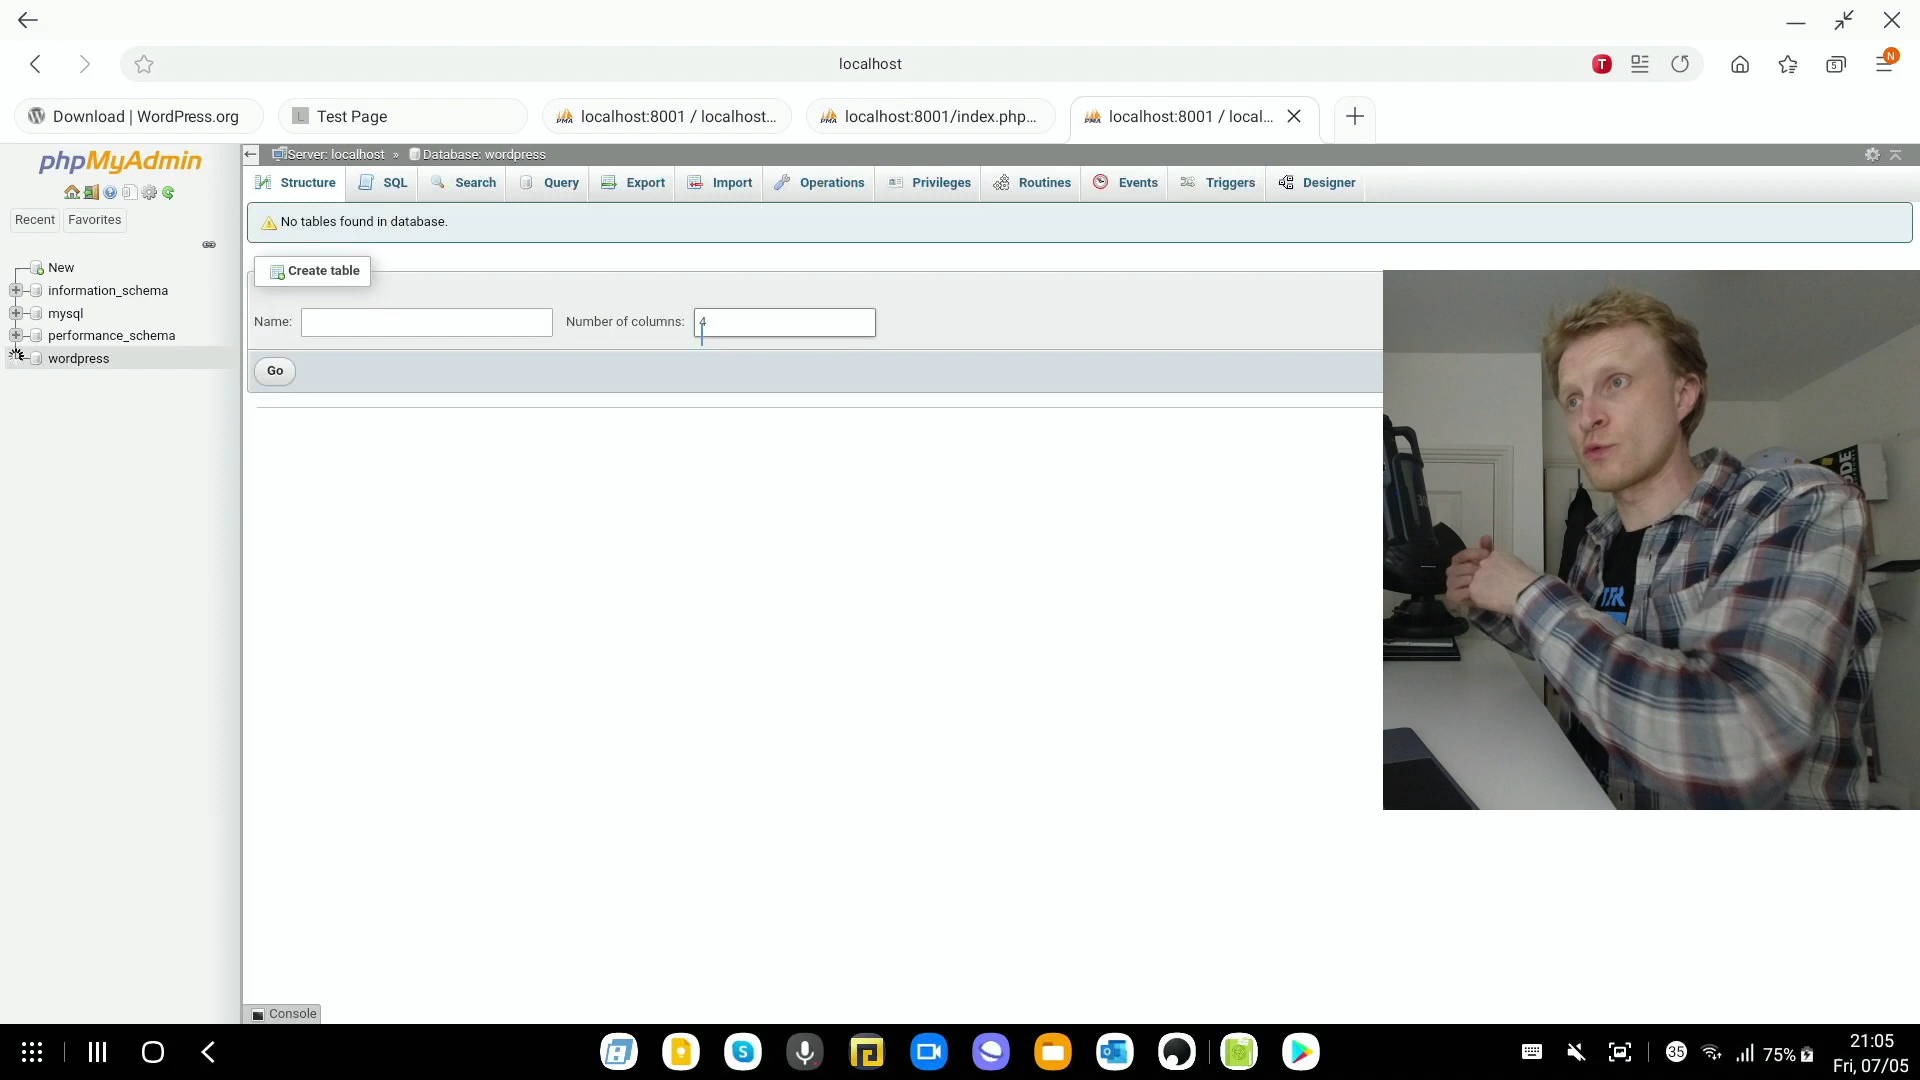 localhost
T
5
N
Download | WordPress.org
Test Page
localhost:8001 / localhost...
localhost:8001/index.php...
localhost:8001 / local...
phpMyAdmin
Server: localhost » Database: wordpress
Structure SQL Search Query Export Import Operations Privileges Routines Events Triggers Designer
Recent Favorites
No tables found in database.
New
information_schema
mysql
performance_schema
wordpress
Create table
Name: Number of columns: 4
Go
Console
35
75%
21:05
Fri, 07/05